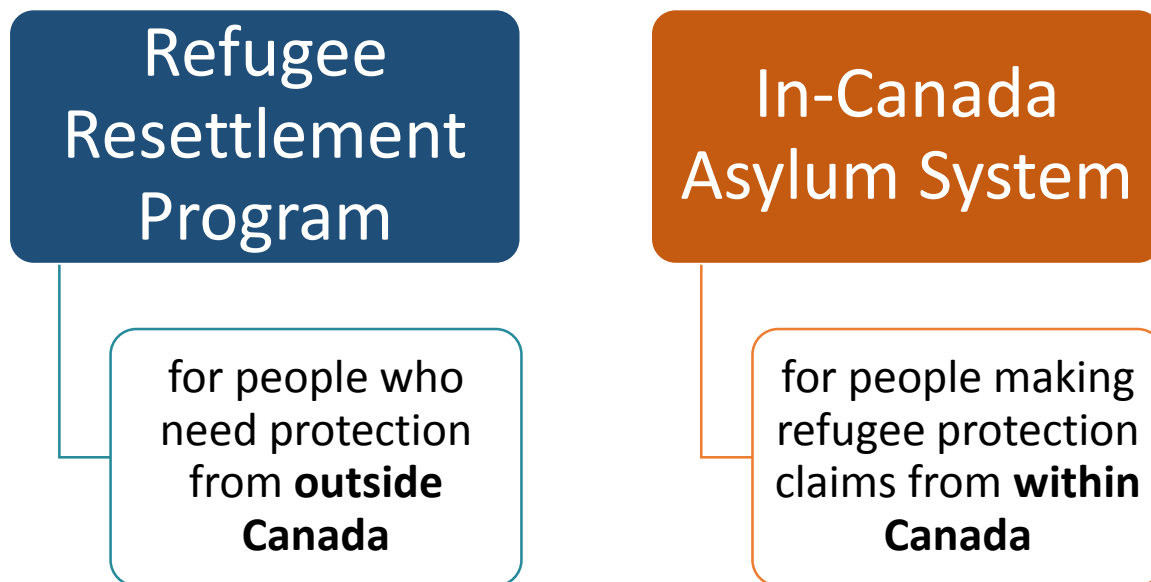 Refugee
Resettlement
Program
for people who
need protection
from outside
Canada
In-Canada
Asylum System
for people making
refugee protection
claims from within
Canada